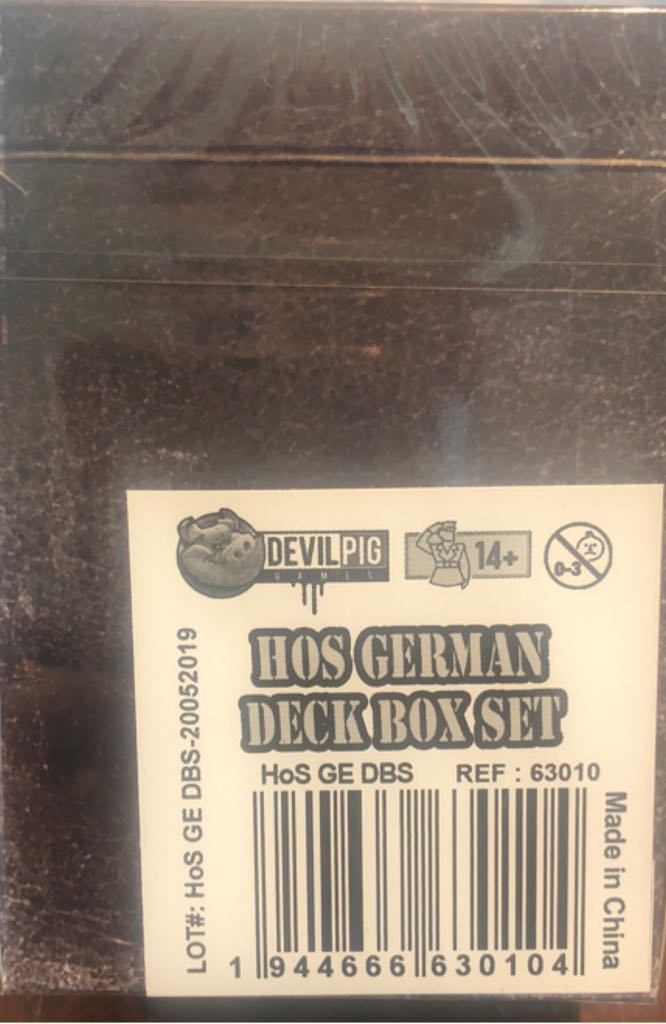 DEVILPIG
GAMES
14+
0-3
HOS GERMAN
DECK BOX SET
HoS GE DBS REF : 63010
LOT#: HoS GE DBS-20052019
Made in China
1 944666 630104